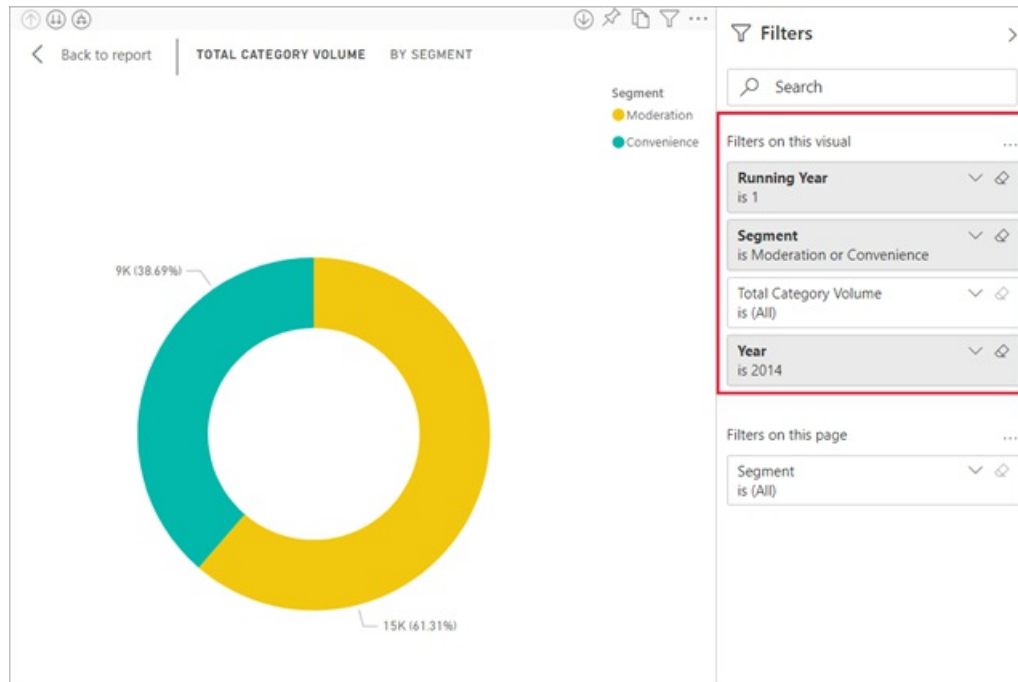 Back to report
TOTAL CATEGORY VOLUME BY SEGMENT
Segment
Moderation
Convenience
9K (38.69%)
15K (61.31%)
Filters
Search
Filters on this visual
Running Year
is 1
Segment
is Moderation or Convenience
Total Category Volume
is (All)
Year
is 2014
Filters on this page
Segment
is (All)